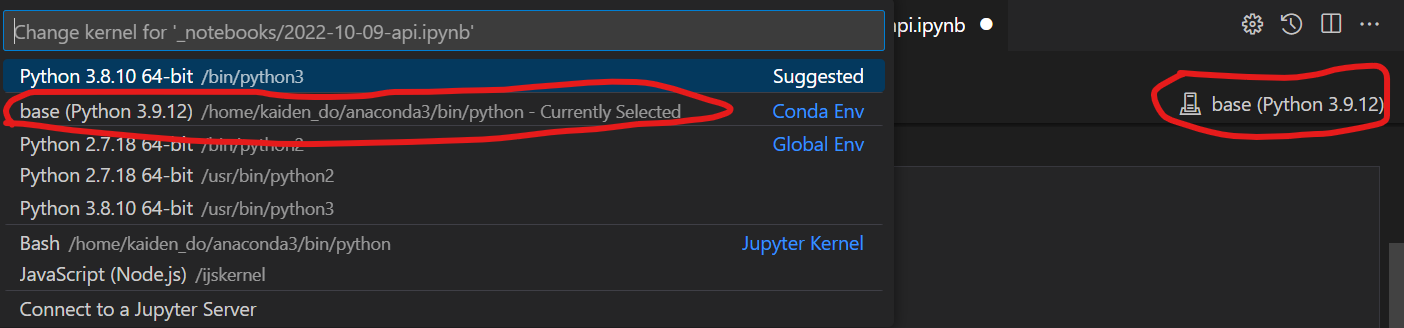 Change kernel for '_notebooks/2022-10-09-api.ipynb'
pi.ipynb
Python 3.8.10 64-bit /bin/python3 Suggested
base (Python 3.9.12) /home/kaiden_do/anaconda3/bin/python - Currently Selected Conda Env
base (Python 3.9.12)
Python 2.7.18 64-bit /bin/python2 Global Env
Python 2.7.18 64-bit /usr/bin/python2
Python 3.8.10 64-bit /usr/bin/python3
Bash /home/kaiden_do/anaconda3/bin/python Jupyter Kernel
JavaScript (Node.js) /ijskernel
Connect to a Jupyter Server